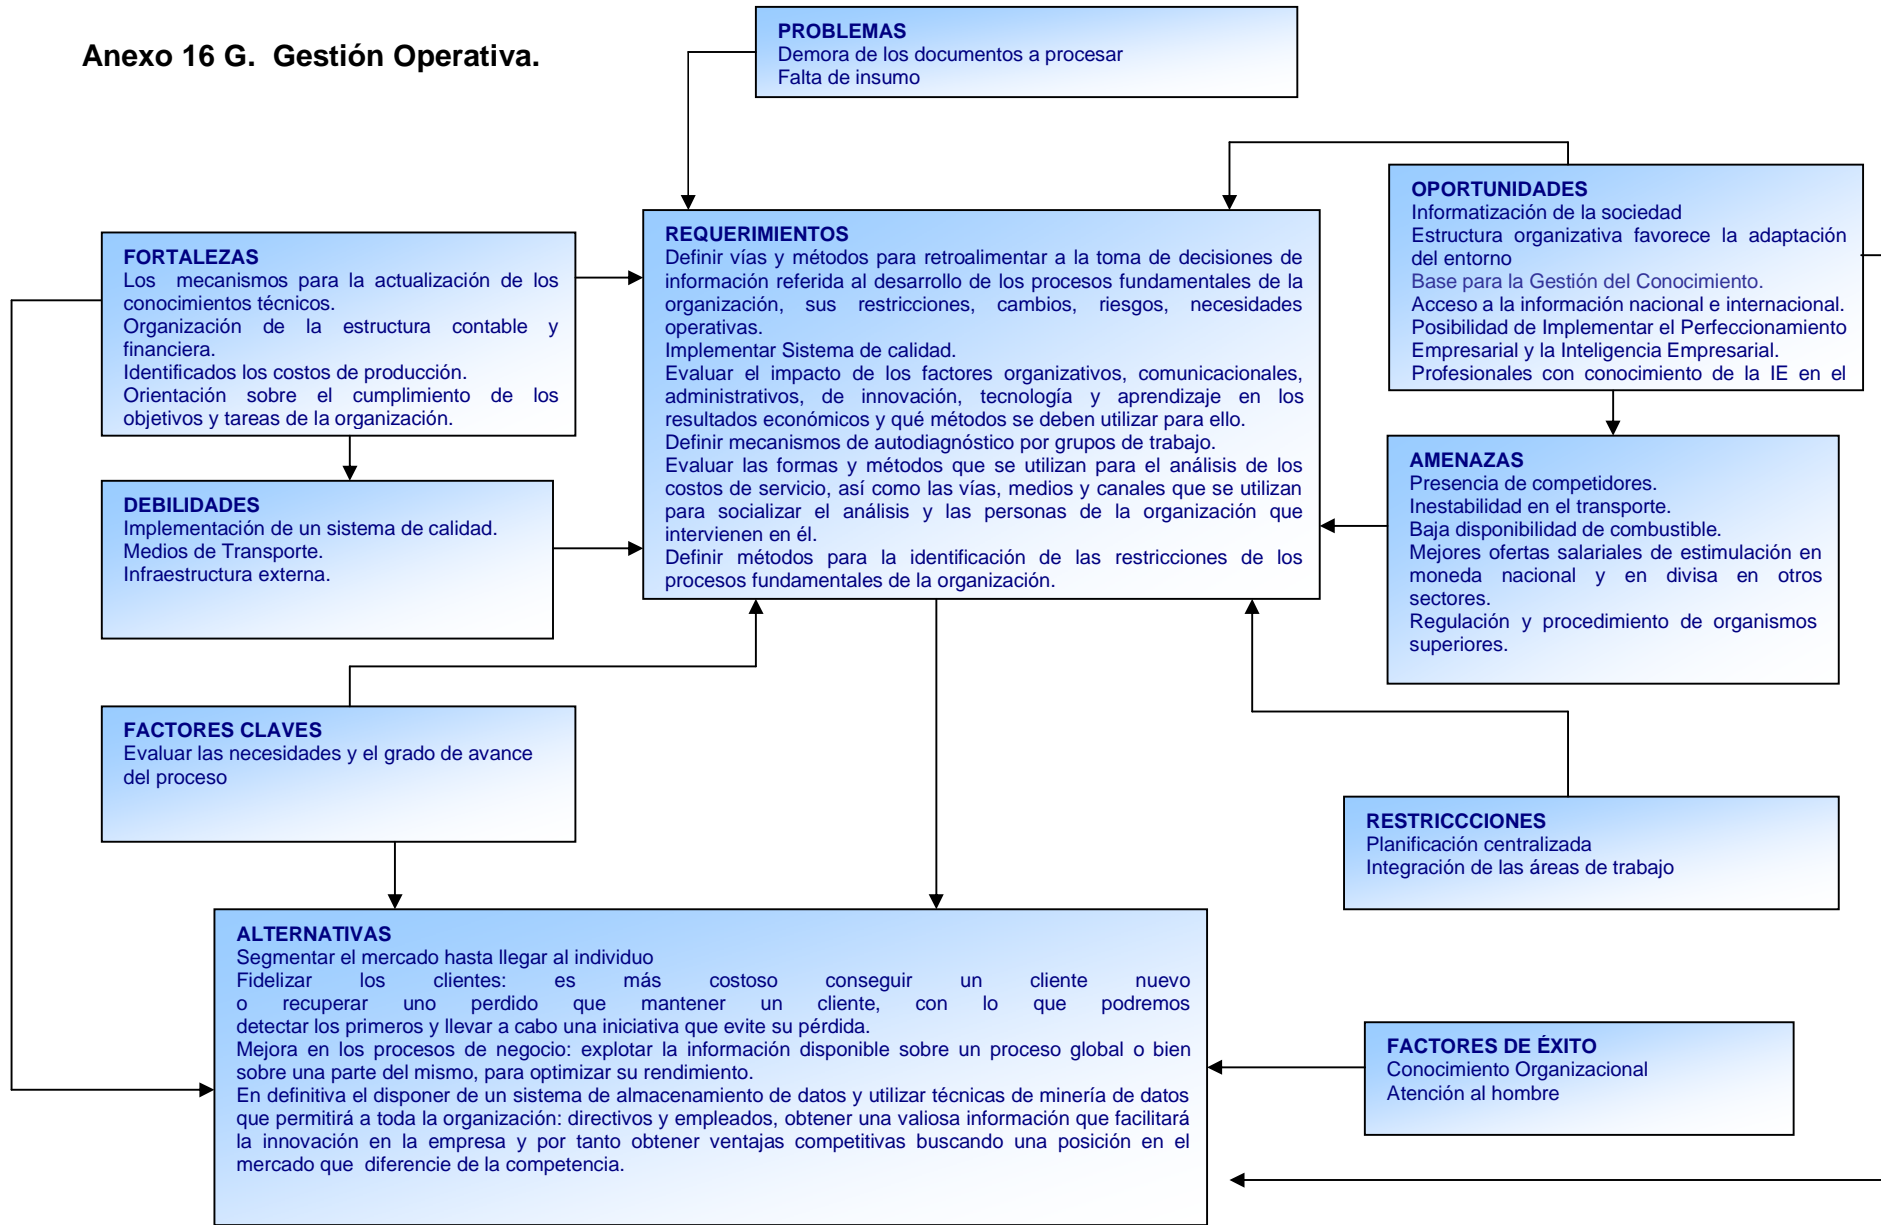 Anexo 16 G. Gestión Operativa.
PROBLEMAS
Demora de los documentos a procesar
Falta de insumo
OPORTUNIDADES
Informatización de la sociedad
Estructura organizativa favorece la adaptación
del entorno
Base para la Gestión del Conocimiento.
Acceso a la información nacional e internacional.
Posibilidad de Implementar el Perfeccionamiento
Empresarial y la Inteligencia Empresarial.
Profesionales con conocimiento de la IE en el
FORTALEZAS
Los mecanismos para la actualización de los
conocimientos técnicos.
Organización de la estructura contable y
financiera.
Identificados los costos de producción.
Orientación sobre el cumplimiento de los
objetivos y tareas de la organización.
REQUERIMIENTOS
Definir vías y métodos para retroalimentar a la toma de decisiones de
información referida al desarrollo de los procesos fundamentales de la
organización, sus restricciones, cambios, riesgos, necesidades
operativas.
Implementar Sistema de calidad.
Evaluar el impacto de los factores organizativos, comunicacionales,
administrativos, de innovación, tecnología y aprendizaje en los
resultados económicos y qué métodos se deben utilizar para ello.
Definir mecanismos de autodiagnóstico por grupos de trabajo.
Evaluar las formas y métodos que se utilizan para el análisis de los
costos de servicio, así como las vías, medios y canales que se utilizan
para socializar el análisis y las personas de la organización que
intervienen en él.
Definir métodos para la identificación de las restricciones de los
procesos fundamentales de la organización.
AMENAZAS
Presencia de competidores.
Inestabilidad en el transporte.
Baja disponibilidad de combustible.
Mejores ofertas salariales de estimulación en
moneda nacional y en divisa en otros
sectores.
Regulación y procedimiento de organismos
superiores.
DEBILIDADES
Implementación de un sistema de calidad.
Medios de Transporte.
Infraestructura externa.
FACTORES CLAVES
Evaluar las necesidades y el grado de avance
del proceso
RESTRICCCIONES
Planificación centralizada
Integración de las áreas de trabajo
ALTERNATIVAS
Segmentar el mercado hasta llegar al individuo
Fidelizar los clientes: es más costoso conseguir un cliente nuevo
o recuperar uno perdido que mantener un cliente, con lo que podremos
detectar los primeros y llevar a cabo una iniciativa que evite su pérdida.
Mejora en los procesos de negocio: explotar la información disponible sobre un proceso global o bien
sobre una parte del mismo, para optimizar su rendimiento.
En definitiva el disponer de un sistema de almacenamiento de datos y utilizar técnicas de minería de datos
que permitirá a toda la organización: directivos y empleados, obtener una valiosa información que facilitará
la innovación en la empresa y por tanto obtener ventajas competitivas buscando una posición en el
mercado que diferencie de la competencia.
FACTORES DE ÉXITO
Conocimiento Organizacional
Atención al hombre